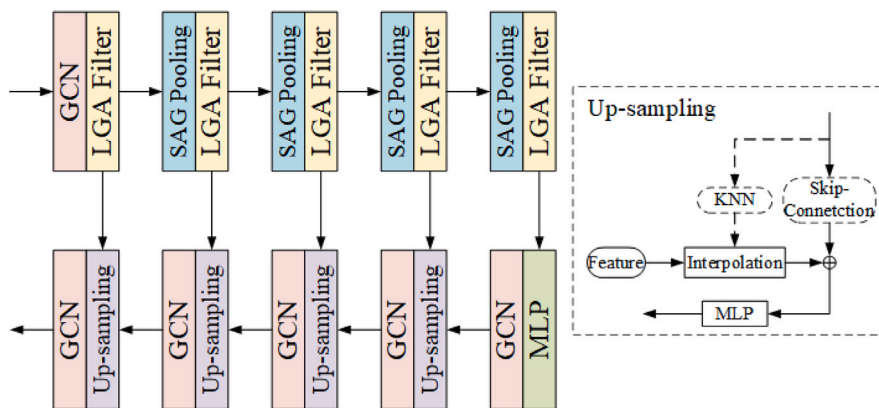 GCN
LGA Filter
SAG Pooling
LGA Filter
SAG Pooling
LGA Filter
SAG Pooling
LGA Filter
SAG Pooling
LGA Filter
GCN
Up-sampling
GCN
Up-sampling
GCN
Up-sampling
GCN
Up-sampling
GCN
MLP
Up-sampling
KNN
Skip-
Connetction
Feature
Interpolation
MLP